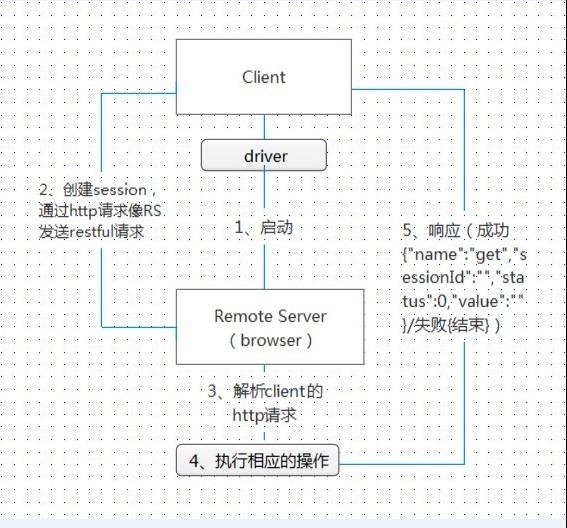 Client
driver
2、创建session，
通过http请求像RS
发送restful请求
1、启动
5、响应（成功
{"name":"get","s
essionId":"","sta
tus":0,"value":""
}/失败{结束}）
Remote Server
（browser）
3、解析client的
http请求
4、执行相应的操作